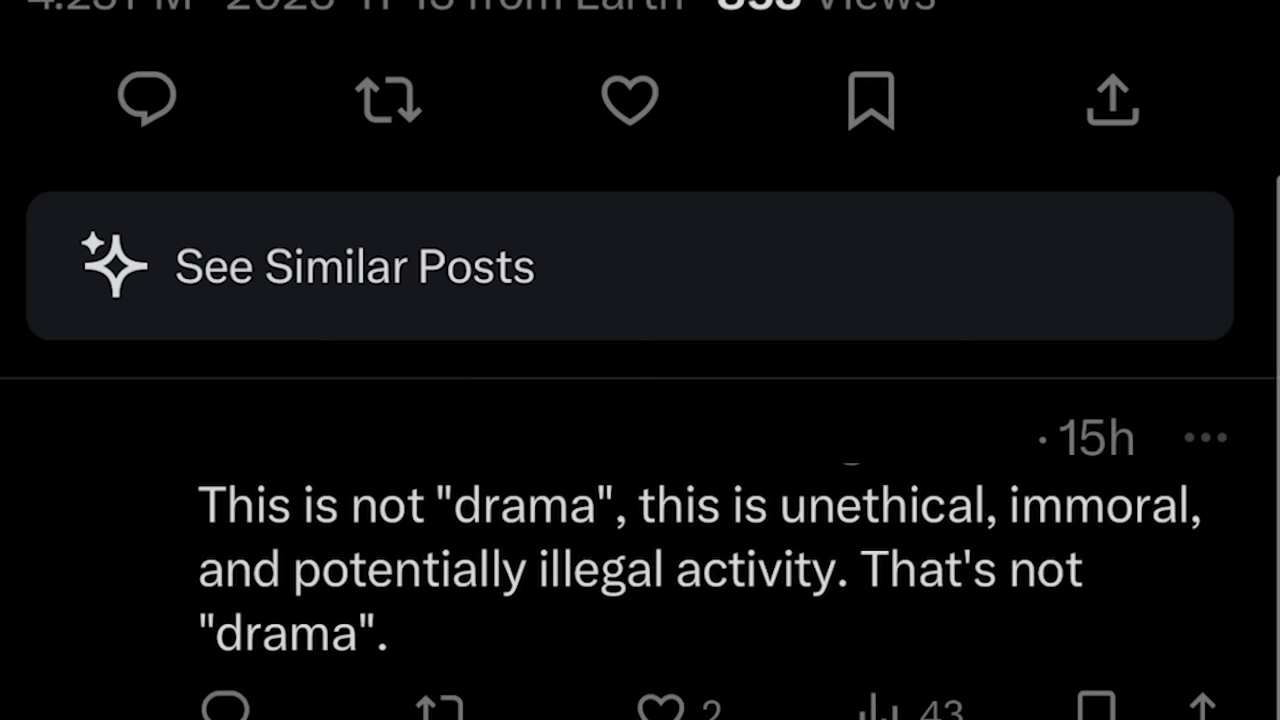 from Earth
Views
See Similar Posts
· 15h
This is not "drama", this is unethical, immoral,
and potentially illegal activity. That's not
"drama".
2 43